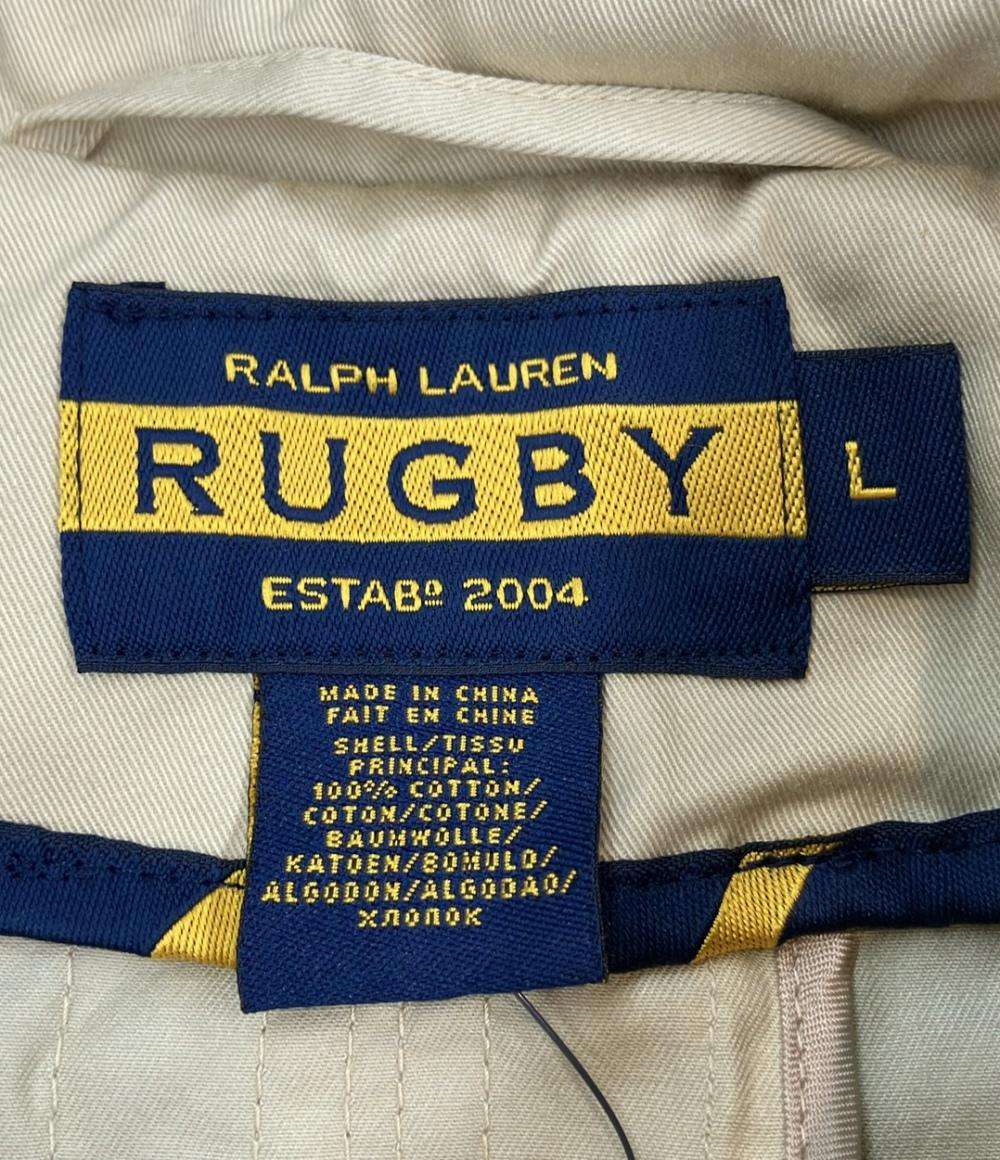 RALPH LAUREN
RUGBY
ESTABº 2004
L
MADE IN CHINA
FAIT EN CHINE
SHELL/TISSU
PRINCIPAL:
100% COTTON/
COTON/COTONE/
BAUMWOLLE/
KATOEN/BOMULD/
ALGODON/ALGODAO/
ХЛОПОК